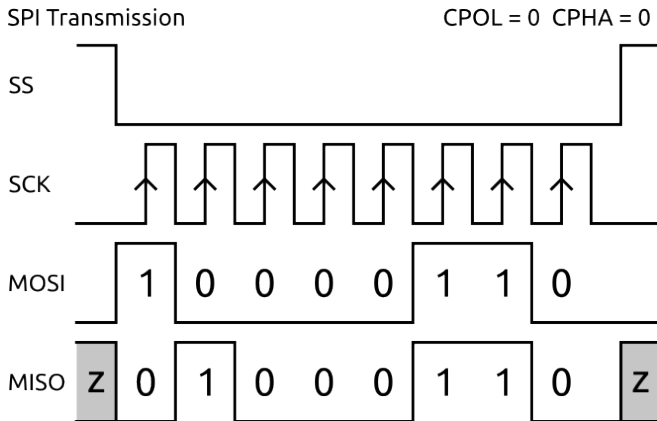 SPI Transmission CPOL = 0 CPHA = 0
SS
SCK
MOSI 1 0 0 0 0 1 1 0
MISO Z 0 1 0 0 0 1 1 0 Z